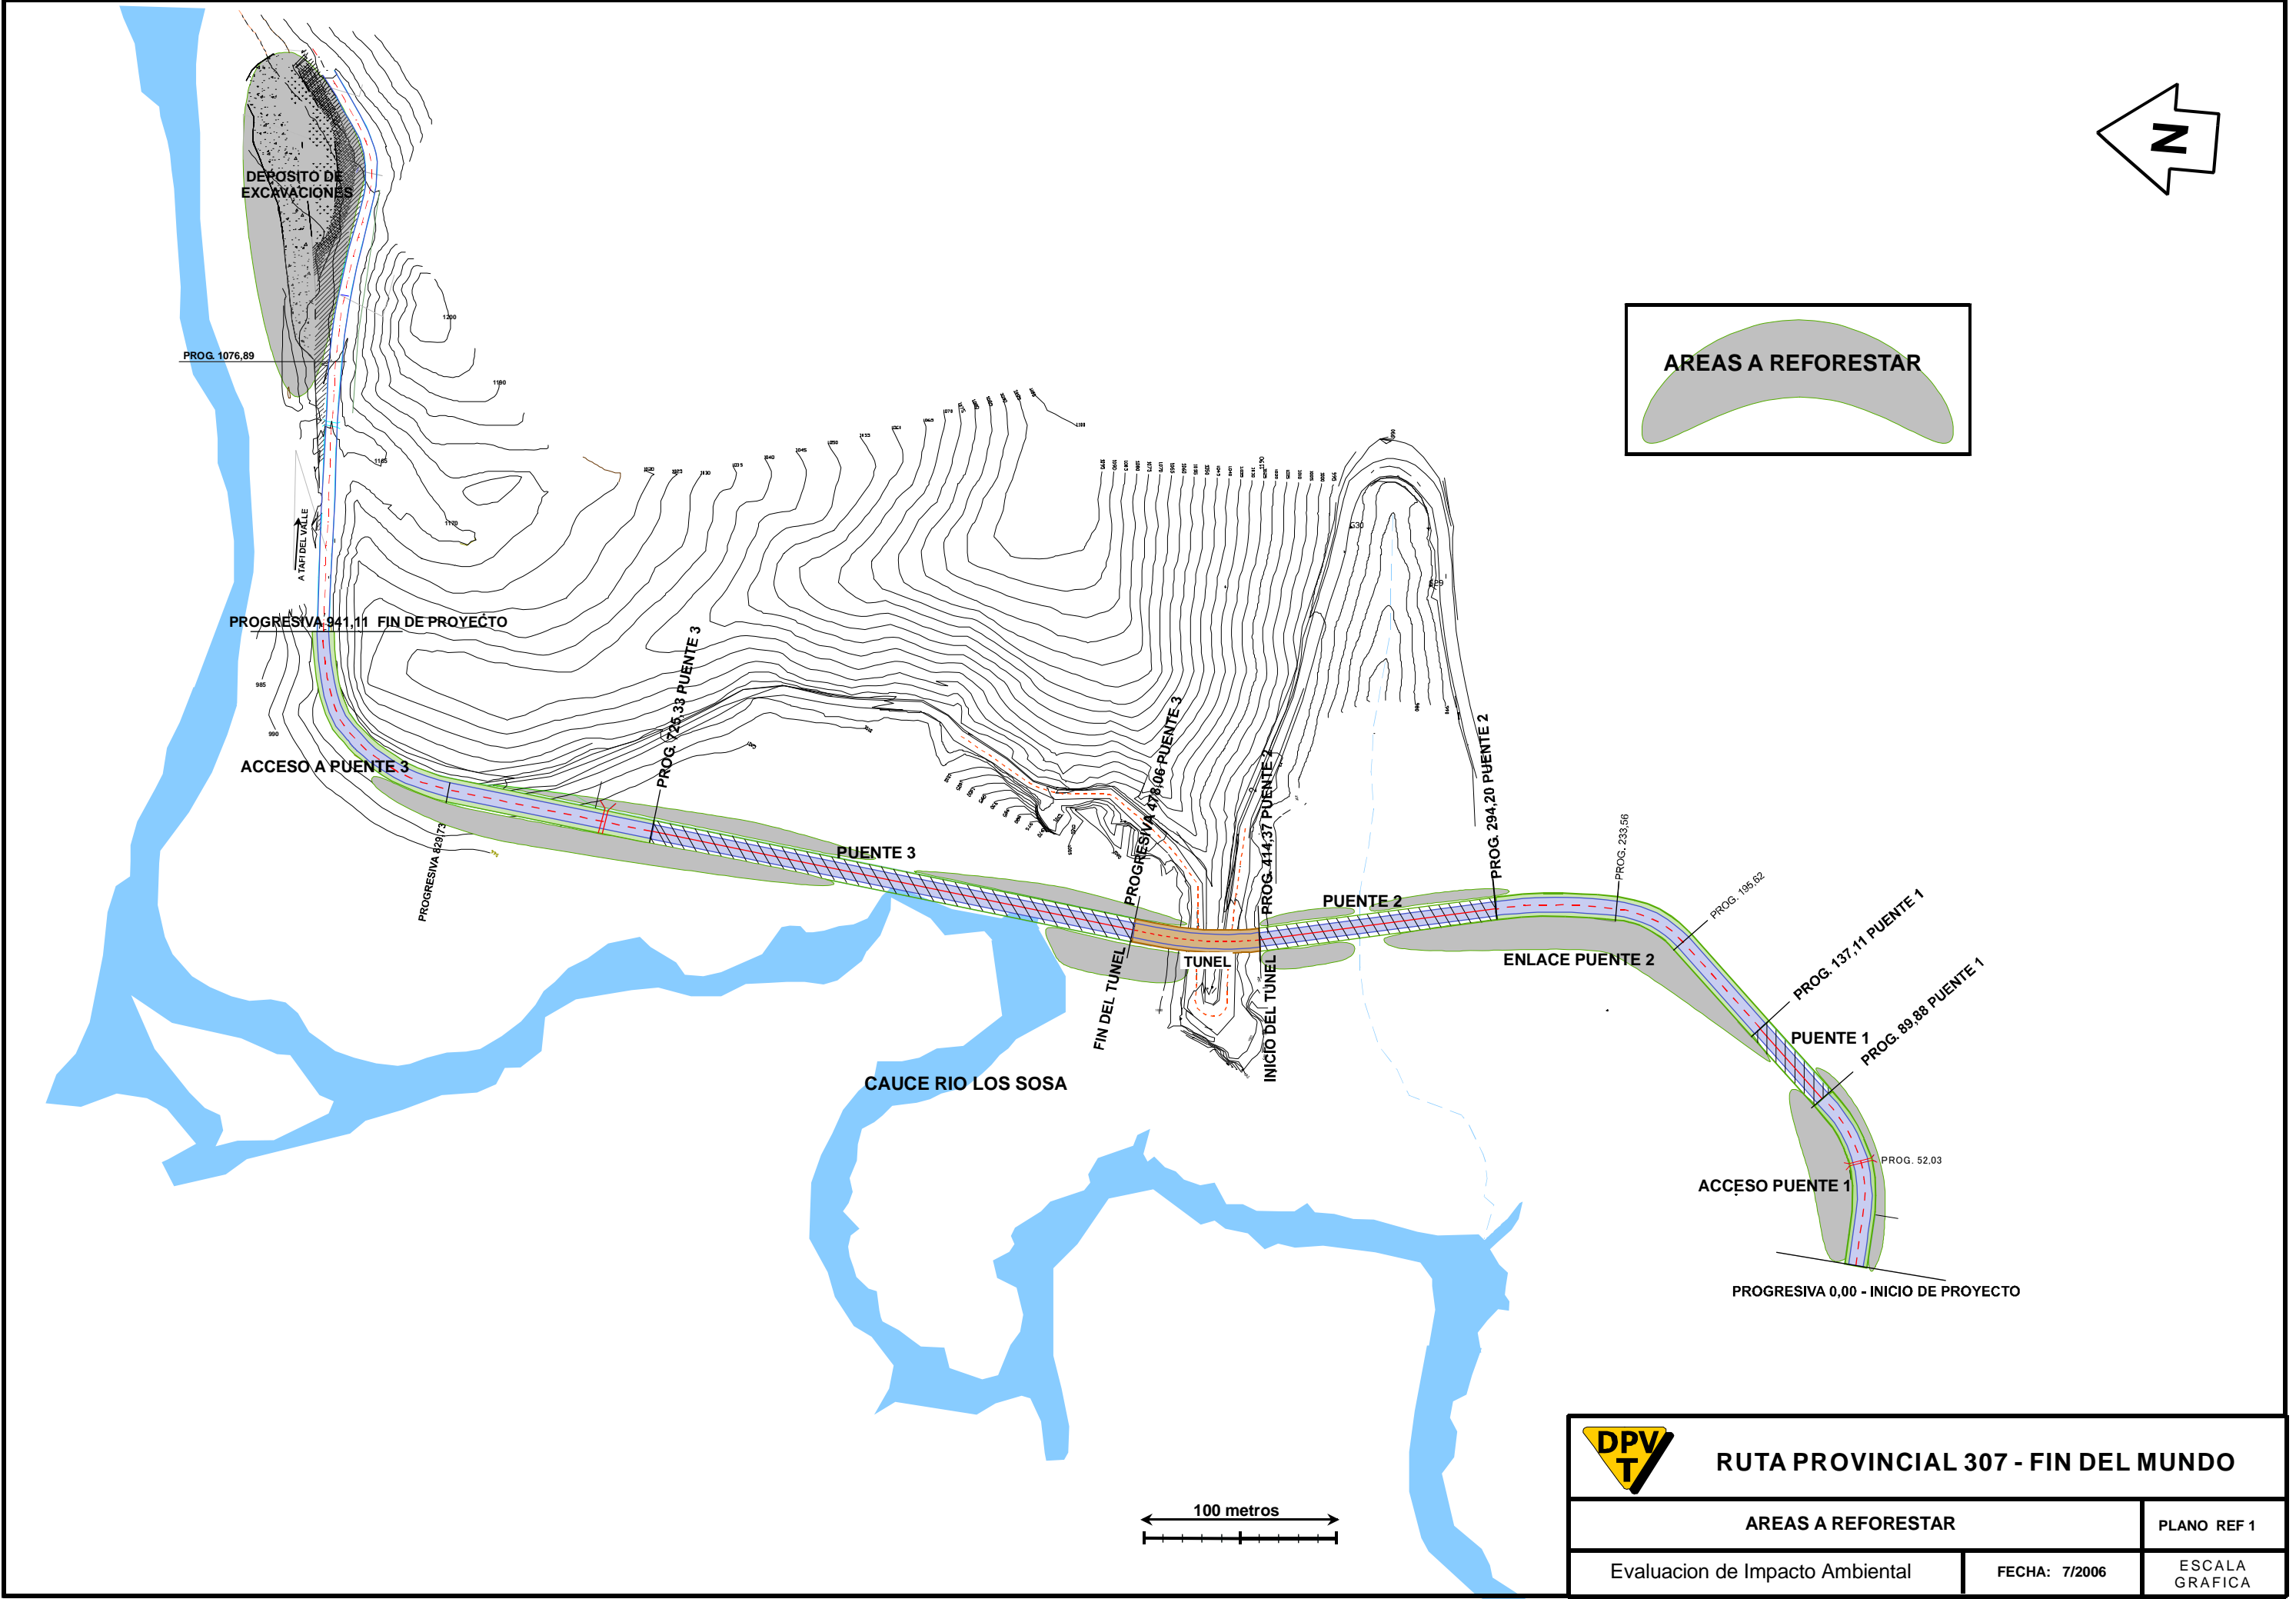 N
DEPOSITO DE
EXCAVACIONES
1200
PROG. 1076,89
AREAS A REFORESTAR
1190
1165
1170
A TAFI DEL VALLE
PROGRESIVA 941,11 FIN DE PROYECTO
985
990
ACCESO A PUENTE 3
PROG. 725,33 PUENTE 3
PROGRESIVA 829,73
PUENTE 3
PROGRESIVA 478,06 PUENTE 3
FIN DEL TUNEL
TUNEL
PROG. 414,37 PUENTE 2
INICIO DEL TUNEL
PUENTE 2
PROG. 294,20 PUENTE 2
PROG. 233,56
PROG. 195,62
ENLACE PUENTE 2
PROG. 137,11 PUENTE 1
PUENTE 1
PROG. 89,88 PUENTE 1
CAUCE RIO LOS SOSA
PROG. 52,03
ACCESO PUENTE 1
PROGRESIVA 0,00 - INICIO DE PROYECTO
100 metros
DPV
T
RUTA PROVINCIAL 307 - FIN DEL MUNDO
AREAS A REFORESTAR
PLANO REF 1
Evaluacion de Impacto Ambiental
FECHA: 7/2006
ESCALA
GRAFICA